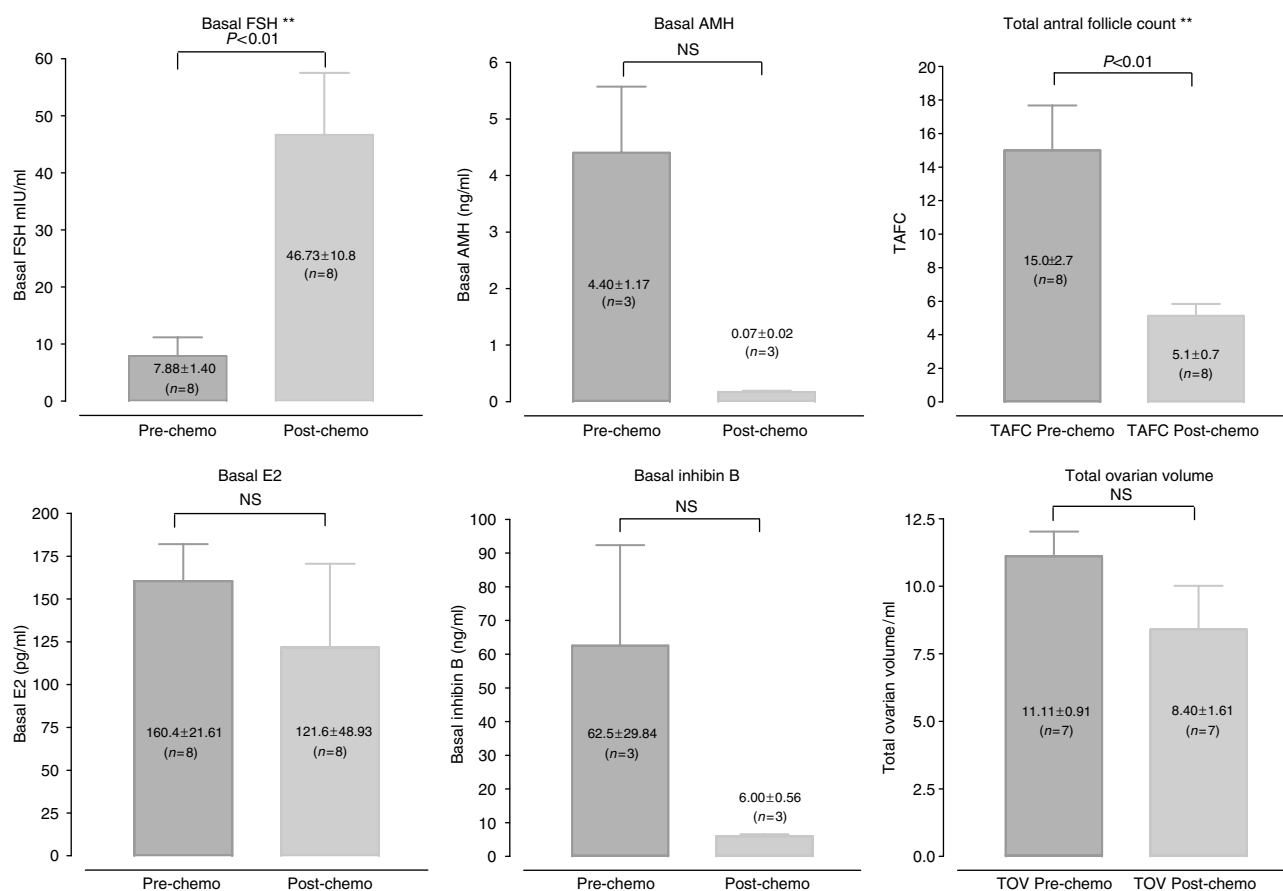 Basal FSH **
P<0.01
60
50
40
30
20
10
0
Basal FSH mIU/ml
7.88±1.40
(n=8)
46.73±10.8
(n=8)
Pre-chemo
Post-chemo
Basal AMH
NS
6
5
4
3
2
1
0
Basal AMH (ng/ml)
4.40±1.17
(n=3)
0.07±0.02
(n=3)
Pre-chemo
Post-chemo
Total antral follicle count **
P<0.01
20
18
16
14
12
10
8
6
4
2
0
TAFC
15.0±2.7
(n=8)
5.1±0.7
(n=8)
TAFC Pre-chemo
TAFC Post-chemo
Basal E2
NS
200
175
150
125
100
75
50
25
0
Basal E2 (pg/ml)
160.4±21.61
(n=8)
121.6±48.93
(n=8)
Pre-chemo
Post-chemo
Basal inhibin B
NS
100
90
80
70
60
50
40
30
20
10
0
Basal inhibin B (ng/ml)
62.5±29.84
(n=3)
6.00±0.56
(n=3)
Pre-chemo
Post-chemo
Total ovarian volume
NS
12.5
10.0
7.5
5.0
2.5
0.0
Total ovarian volume/ml
11.11±0.91
(n=7)
8.40±1.61
(n=7)
TOV Pre-chemo
TOV Post-chemo